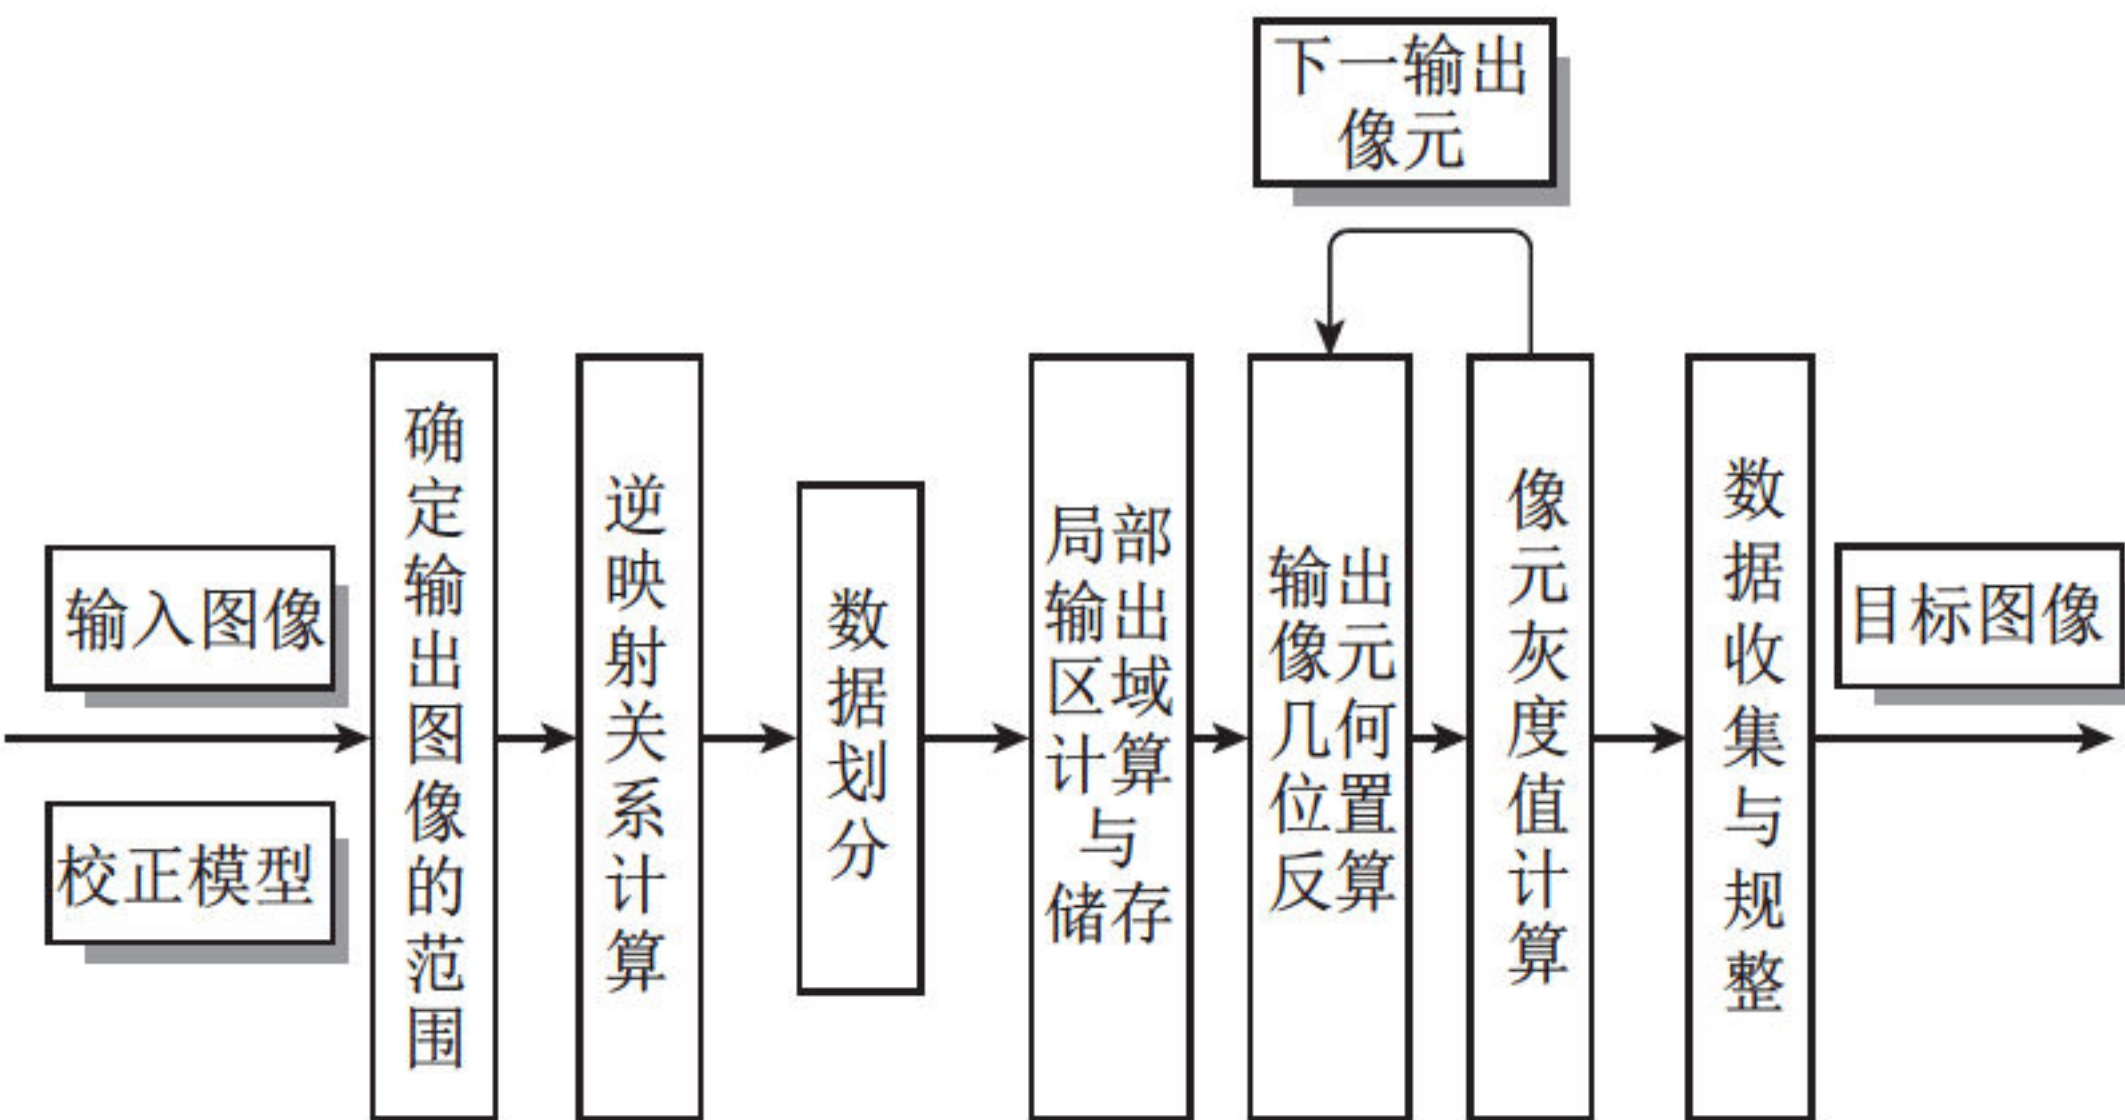 下一输出
像元
输入图像
校正模型
确定输出图像的范围
逆映射关系计算
数据划分
局部
输出
区域
计算
与
储存
输出
像元
几何
位置
反算
像元灰度值计算
数据收集与规整
目标图像